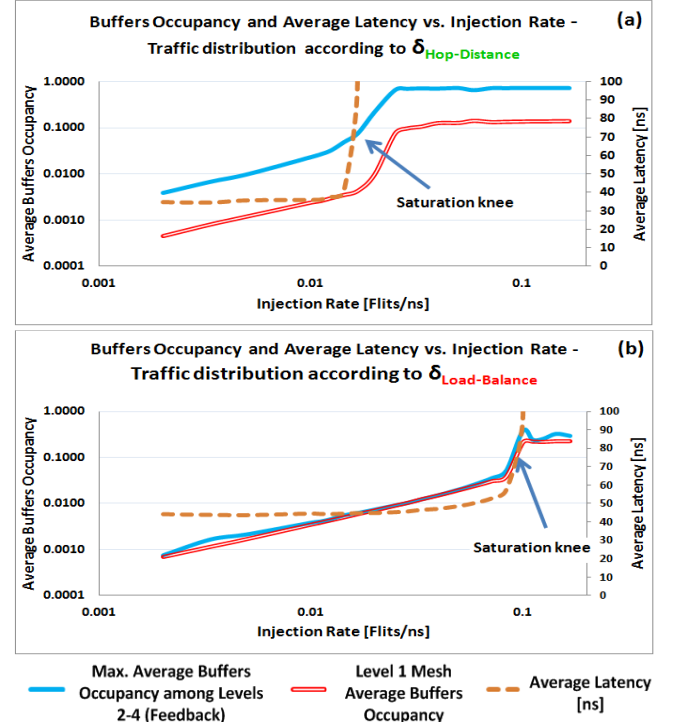 Buffers Occupancy and Average Latency vs. Injection Rate - (a)
Traffic distribution according to δHop-Distance
1.0000
0.1000
0.0100
0.0010
0.0001
Average Buffers Occupancy
100
90
80
70
60
50
40
30
20
10
0
Average Latency [ns]
Saturation knee
0.001
0.01
0.1
Injection Rate [Flits/ns]
Buffers Occupancy and Average Latency vs. Injection Rate - (b)
Traffic distribution according to δLoad-Balance
1.0000
0.1000
0.0100
0.0010
0.0001
Average Buffers Occupancy
100
90
80
70
60
50
40
30
20
10
0
Average Latency [ns]
Saturation knee
0.001
0.01
0.1
Injection Rate [Flits/ns]
Max. Average Buffers
Occupancy among Levels
2-4 (Feedback)
Level 1 Mesh
Average Buffers
Occupancy
Average Latency
[ns]